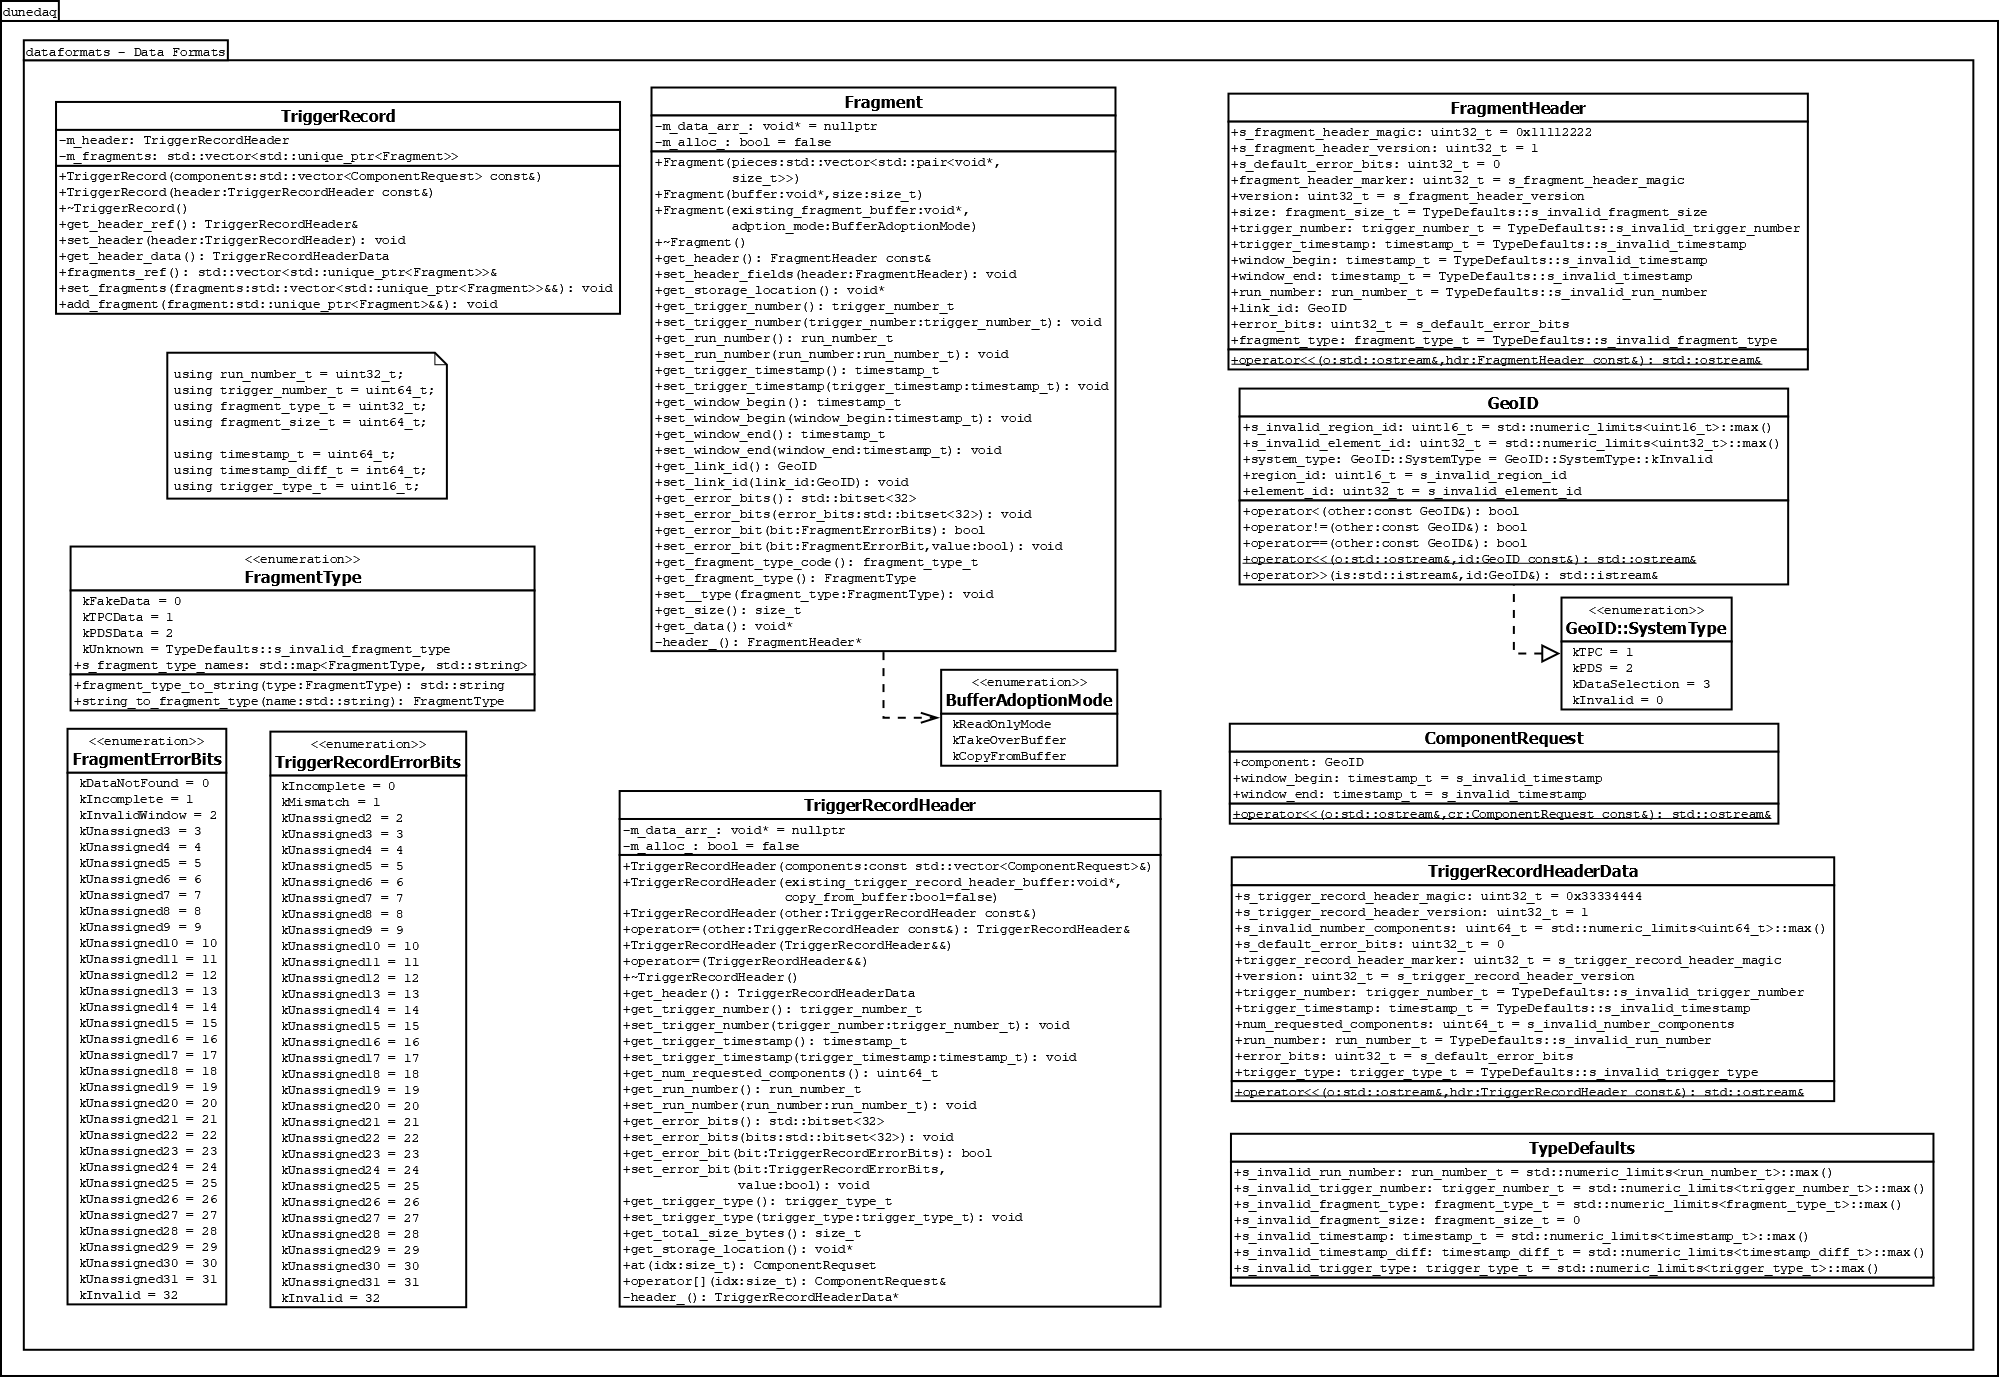 dunedaq
dataformats - Data Formats
TriggerRecord
-m_header: TriggerRecordHeader
-m_fragments: std::vector<std::unique_ptr<Fragment>>
+TriggerRecord(components:std::vector<ComponentRequest> const&)
+TriggerRecord(header:TriggerRecordHeader const&)
+~TriggerRecord()
+get_header_ref(): TriggerRecordHeader&
+set_header(header:TriggerRecordHeader): void
+get_header_data(): TriggerRecordHeaderData
+fragments_ref(): std::vector<std::unique_ptr<Fragment>>&
+set_fragments(fragments:std::vector<std::unique_ptr<Fragment>>&&): void
+add_fragment(fragment:std::unique_ptr<Fragment>&&): void
using run_number_t = uint32_t;
using trigger_number_t = uint64_t;
using fragment_type_t = uint32_t;
using fragment_size_t = uint64_t;
using timestamp_t = uint64_t;
using timestamp_diff_t = int64_t;
using trigger_type_t = uint16_t;
<<enumeration>>
FragmentType
kFakeData = 0
kTPCData = 1
kPDSData = 2
kUnknown = TypeDefaults::s_invalid_fragment_type
+s_fragment_type_names: std::map<FragmentType, std::string>
+fragment_type_to_string(type:FragmentType): std::string
+string_to_fragment_type(name:std::string): FragmentType
<<enumeration>>
FragmentErrorBits
kDataNotFound = 0
kIncomplete = 1
kInvalidWindow = 2
kUnassigned3 = 3
kUnassigned4 = 4
kUnassigned5 = 5
kUnassigned6 = 6
kUnassigned7 = 7
kUnassigned8 = 8
kUnassigned9 = 9
kUnassigned10 = 10
kUnassigned11 = 11
kUnassigned12 = 12
kUnassigned13 = 13
kUnassigned14 = 14
kUnassigned15 = 15
kUnassigned16 = 16
kUnassigned17 = 17
kUnassigned18 = 18
kUnassigned19 = 19
kUnassigned20 = 20
kUnassigned21 = 21
kUnassigned22 = 22
kUnassigned23 = 23
kUnassigned24 = 24
kUnassigned25 = 25
kUnassigned26 = 26
kUnassigned27 = 27
kUnassigned28 = 28
kUnassigned29 = 29
kUnassigned30 = 30
kUnassigned31 = 31
kInvalid = 32
<<enumeration>>
TriggerRecordErrorBits
kIncomplete = 0
kMismatch = 1
kUnassigned2 = 2
kUnassigned3 = 3
kUnassigned4 = 4
kUnassigned5 = 5
kUnassigned6 = 6
kUnassigned7 = 7
kUnassigned8 = 8
kUnassigned9 = 9
kUnassigned10 = 10
kUnassigned11 = 11
kUnassigned12 = 12
kUnassigned13 = 13
kUnassigned14 = 14
kUnassigned15 = 15
kUnassigned16 = 16
kUnassigned17 = 17
kUnassigned18 = 18
kUnassigned19 = 19
kUnassigned20 = 20
kUnassigned21 = 21
kUnassigned22 = 22
kUnassigned23 = 23
kUnassigned24 = 24
kUnassigned25 = 25
kUnassigned26 = 26
kUnassigned27 = 27
kUnassigned28 = 28
kUnassigned29 = 29
kUnassigned30 = 30
kUnassigned31 = 31
kInvalid = 32
Fragment
-m_data_arr_: void* = nullptr
-m_alloc_: bool = false
+Fragment(pieces:std::vector<std::pair<void*,
size_t>>)
+Fragment(buffer:void*,size:size_t)
+Fragment(existing_fragment_buffer:void*,
adption_mode:BufferAdoptionMode)
+~Fragment()
+get_header(): FragmentHeader const&
+set_header_fields(header:FragmentHeader): void
+get_storage_location(): void*
+get_trigger_number(): trigger_number_t
+set_trigger_number(trigger_number:trigger_number_t): void
+get_run_number(): run_number_t
+set_run_number(run_number:run_number_t): void
+get_trigger_timestamp(): timestamp_t
+set_trigger_timestamp(trigger_timestamp:timestamp_t): void
+get_window_begin(): timestamp_t
+set_window_begin(window_begin:timestamp_t): void
+get_window_end(): timestamp_t
+set_window_end(window_end:timestamp_t): void
+get_link_id(): GeoID
+set_link_id(link_id:GeoID): void
+get_error_bits(): std::bitset<32>
+set_error_bits(error_bits:std::bitset<32>): void
+get_error_bit(bit:FragmentErrorBits): bool
+set_error_bit(bit:FragmentErrorBit,value:bool): void
+get_fragment_type_code(): fragment_type_t
+get_fragment_type(): FragmentType
+set__type(fragment_type:FragmentType): void
+get_size(): size_t
+get_data(): void*
-header_(): FragmentHeader*
<<enumeration>>
BufferAdoptionMode
kReadOnlyMode
kTakeOverBuffer
kCopyFromBuffer
TriggerRecordHeader
-m_data_arr_: void* = nullptr
-m_alloc_: bool = false
+TriggerRecordHeader(components:const std::vector<ComponentRequest>&)
+TriggerRecordHeader(existing_trigger_record_header_buffer:void*,
copy_from_buffer:bool=false)
+TriggerRecordHeader(other:TriggerRecordHeader const&)
+operator=(other:TriggerRecordHeader const&): TriggerRecordHeader&
+TriggerRecordHeader(TriggerRecordHeader&&)
+operator=(TriggerReordHeader&&)
+~TriggerRecordHeader()
+get_header(): TriggerRecordHeaderData
+get_trigger_number(): trigger_number_t
+set_trigger_number(trigger_number:trigger_number_t): void
+get_trigger_timestamp(): timestamp_t
+set_trigger_timestamp(trigger_timestamp:timestamp_t): void
+get_num_requested_components(): uint64_t
+get_run_number(): run_number_t
+set_run_number(run_number:run_number_t): void
+get_error_bits(): std::bitset<32>
+set_error_bits(bits:std::bitset<32>): void
+get_error_bit(bit:TriggerRecordErrorBits): bool
+set_error_bit(bit:TriggerRecordErrorBits,
value:bool): void
+get_trigger_type(): trigger_type_t
+set_trigger_type(trigger_type:trigger_type_t): void
+get_total_size_bytes(): size_t
+get_storage_location(): void*
+at(idx:size_t): ComponentRequset
+operator[](idx:size_t): ComponentRequest&
-header_(): TriggerRecordHeaderData*
FragmentHeader
+s_fragment_header_magic: uint32_t = 0x11112222
+s_fragment_header_version: uint32_t = 1
+s_default_error_bits: uint32_t = 0
+fragment_header_marker: uint32_t = s_fragment_header_magic
+version: uint32_t = s_fragment_header_version
+size: fragment_size_t = TypeDefaults::s_invalid_fragment_size
+trigger_number: trigger_number_t = TypeDefaults::s_invalid_trigger_number
+trigger_timestamp: timestamp_t = TypeDefaults::s_invalid_timestamp
+window_begin: timestamp_t = TypeDefaults::s_invalid_timestamp
+window_end: timestamp_t = TypeDefaults::s_invalid_timestamp
+run_number: run_number_t = TypeDefaults::s_invalid_run_number
+link_id: GeoID
+error_bits: uint32_t = s_default_error_bits
+fragment_type: fragment_type_t = TypeDefaults::s_invalid_fragment_type
+operator<<(o:std::ostream&,hdr:FragmentHeader const&): std::ostream&
GeoID
+s_invalid_region_id: uint16_t = std::numeric_limits<uint16_t>::max()
+s_invalid_element_id: uint32_t = std::numeric_limits<uint32_t>::max()
+system_type: GeoID::SystemType = GeoID::SystemType::kInvalid
+region_id: uint16_t = s_invalid_region_id
+element_id: uint32_t = s_invalid_element_id
+operator<(other:const GeoID&): bool
+operator!=(other:const GeoID&): bool
+operator==(other:const GeoID&): bool
+operator<<(o:std::ostream&,id:GeoID const&): std::ostream&
+operator>>(is:std::istream&,id:GeoID&): std::istream&
<<enumeration>>
GeoID::SystemType
kTPC = 1
kPDS = 2
kDataSelection = 3
kInvalid = 0
ComponentRequest
+component: GeoID
+window_begin: timestamp_t = s_invalid_timestamp
+window_end: timestamp_t = s_invalid_timestamp
+operator<<(o:std::ostream&,cr:ComponentRequest const&): std::ostream&
TriggerRecordHeaderData
+s_trigger_record_header_magic: uint32_t = 0x33334444
+s_trigger_record_header_version: uint32_t = 1
+s_invalid_number_components: uint64_t = std::numeric_limits<uint64_t>::max()
+s_default_error_bits: uint32_t = 0
+trigger_record_header_marker: uint32_t = s_trigger_record_header_magic
+version: uint32_t = s_trigger_record_header_version
+trigger_number: trigger_number_t = TypeDefaults::s_invalid_trigger_number
+trigger_timestamp: timestamp_t = TypeDefaults::s_invalid_timestamp
+num_requested_components: uint64_t = s_invalid_number_components
+run_number: run_number_t = TypeDefaults::s_invalid_run_number
+error_bits: uint32_t = s_default_error_bits
+trigger_type: trigger_type_t = TypeDefaults::s_invalid_trigger_type
+operator<<(o:std::ostream&,hdr:TriggerRecordHeader const&): std::ostream&
TypeDefaults
+s_invalid_run_number: run_number_t = std::numeric_limits<run_number_t>::max()
+s_invalid_trigger_number: trigger_number_t = std::numeric_limits<trigger_number_t>::max()
+s_invalid_fragment_type: fragment_type_t = std::numeric_limits<fragment_type_t>::max()
+s_invalid_fragment_size: fragment_size_t = 0
+s_invalid_timestamp: timestamp_t = std::numeric_limits<timestamp_t>::max()
+s_invalid_timestamp_diff: timestamp_diff_t = std::numeric_limits<timestamp_diff_t>::max()
+s_invalid_trigger_type: trigger_type_t = std::numeric_limits<trigger_type_t>::max()